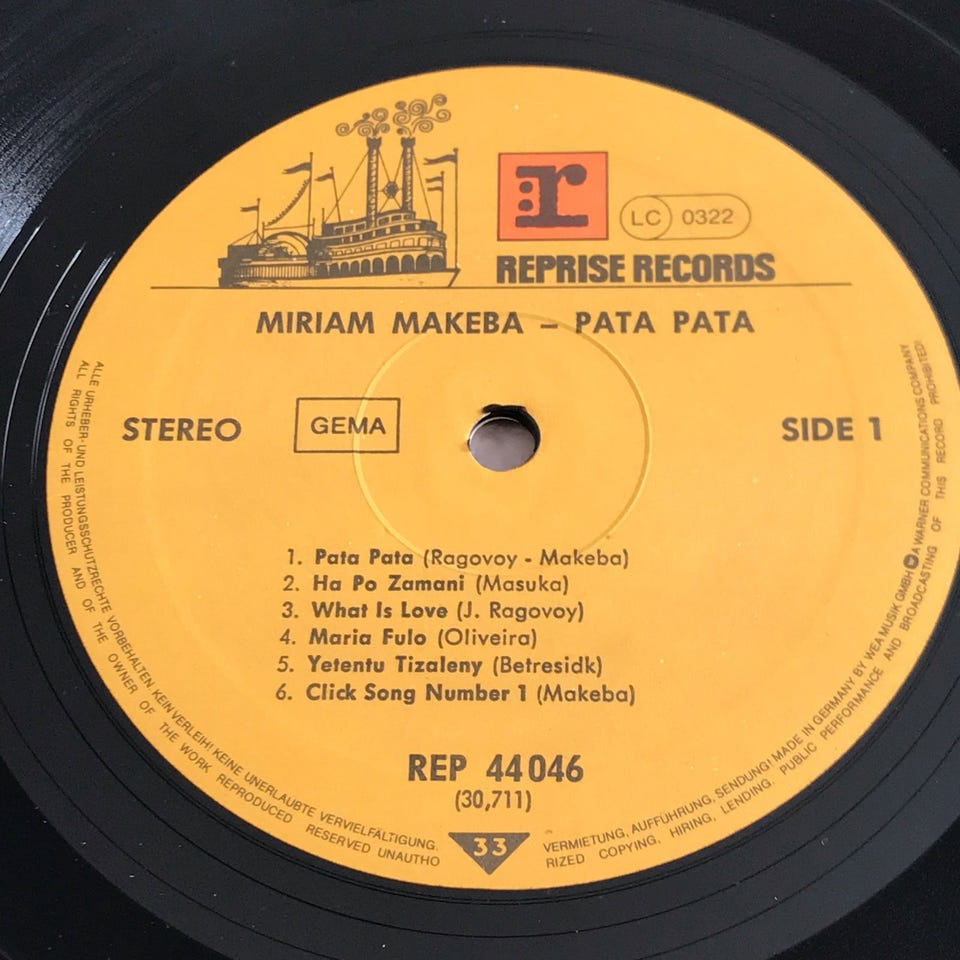 r
LC 0322
REPRISE RECORDS
MIRIAM MAKEBA – PATA PATA
STEREO GEMA SIDE 1
1. Pata Pata (Ragovoy - Makeba)
2. Ha Po Zamani (Masuka)
3. What Is Love (J. Ragovoy)
4. Maria Fulo (Oliveira)
5. Yetentu Tizaleny (Betresidk)
6. Click Song Number 1 (Makeba)
REP 44046
(30,711)
33
ALLE URHEBER- UND LEISTUNGSSCHUTZRECHTE VORBEHALTEN. KEIN VERLEIH! KEINE UNERLAUBTE VERVIELFÄLTIGUNG. VERMIETUNG, AUFFÜHRUNG, SENDUNG! MADE IN GERMANY BY WEA MUSIK GMBH A WARNER COMMUNICATIONS COMPANY
ALL RIGHTS OF THE PRODUCER AND OF THE OWNER OF THE WORK REPRODUCED RESERVED UNAUTHO RIZED COPYING, HIRING, LENDING, PUBLIC PERFORMANCE AND BROADCASTING OF THIS RECORD PROHIBITED!